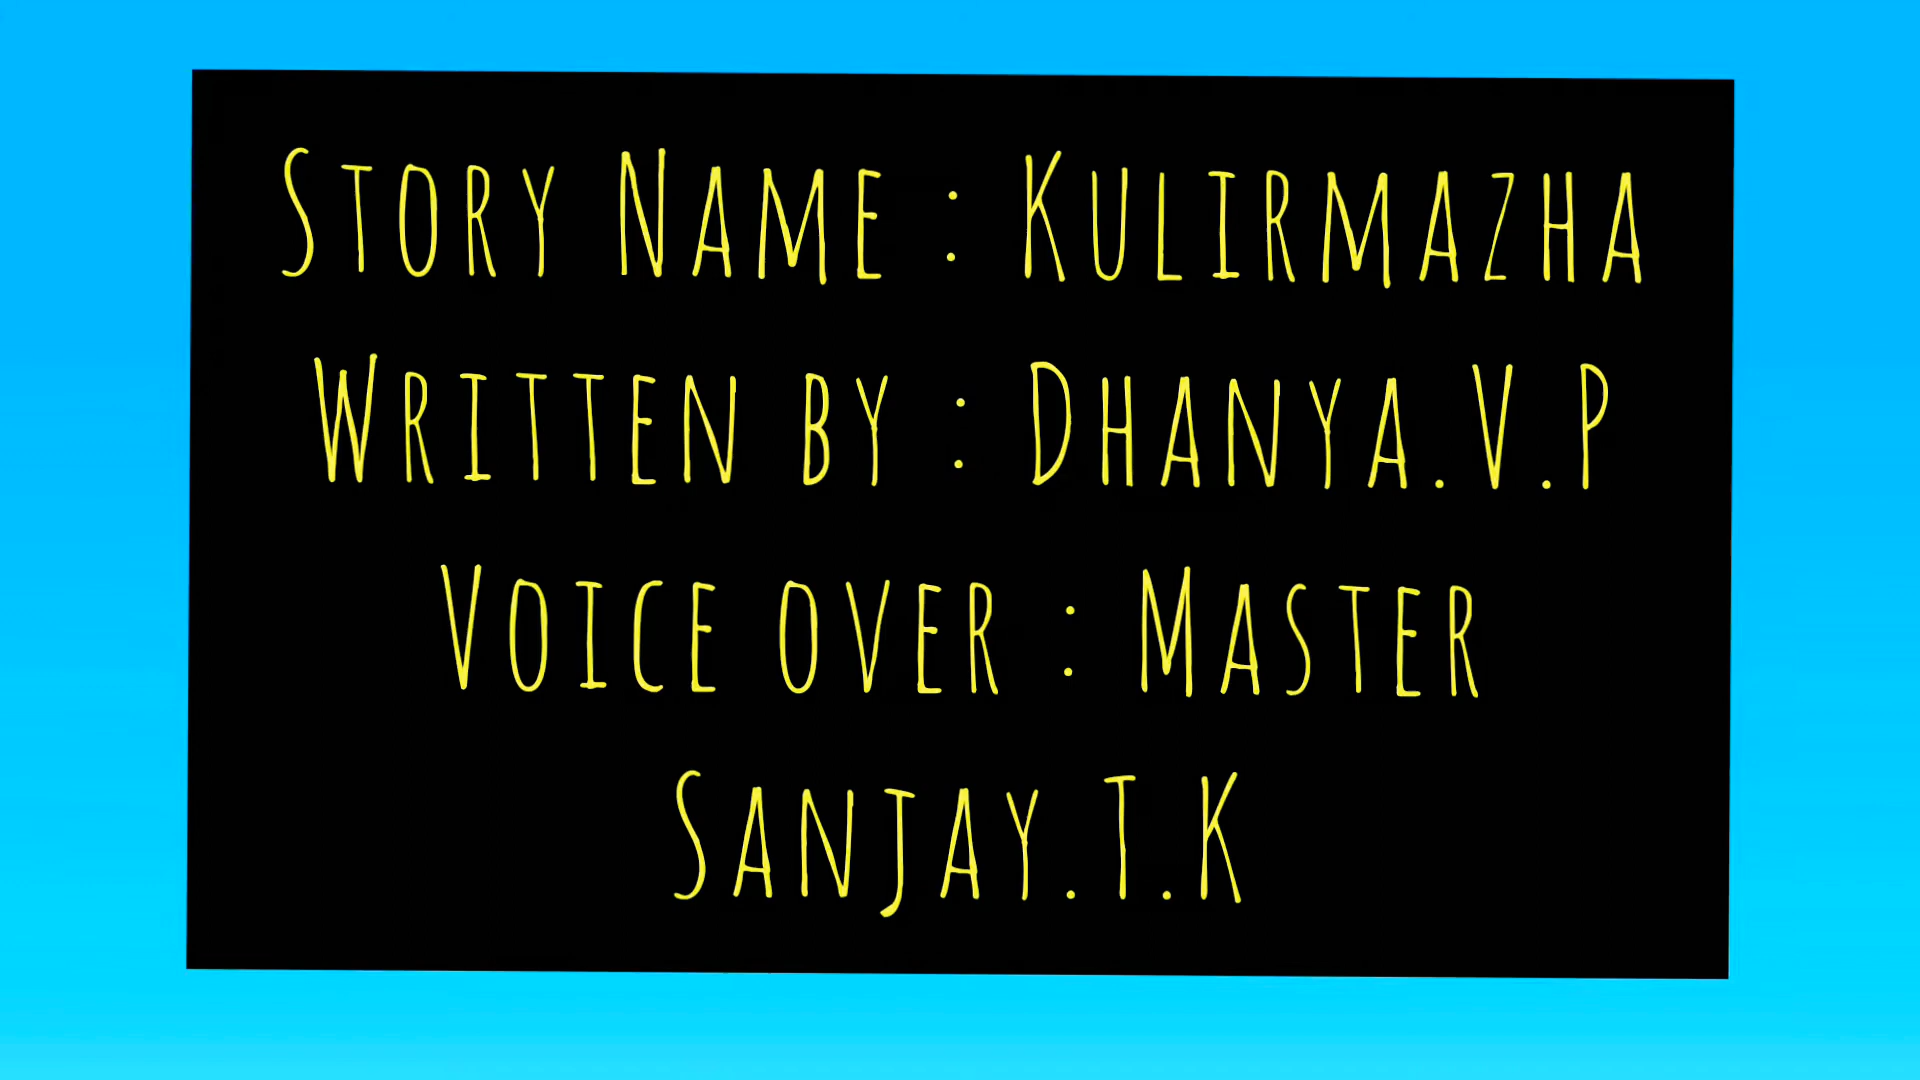 Story Name : Kulirmazha
Written by : Dhanya.V.P
Voice over : Master
Sanjay.T.K